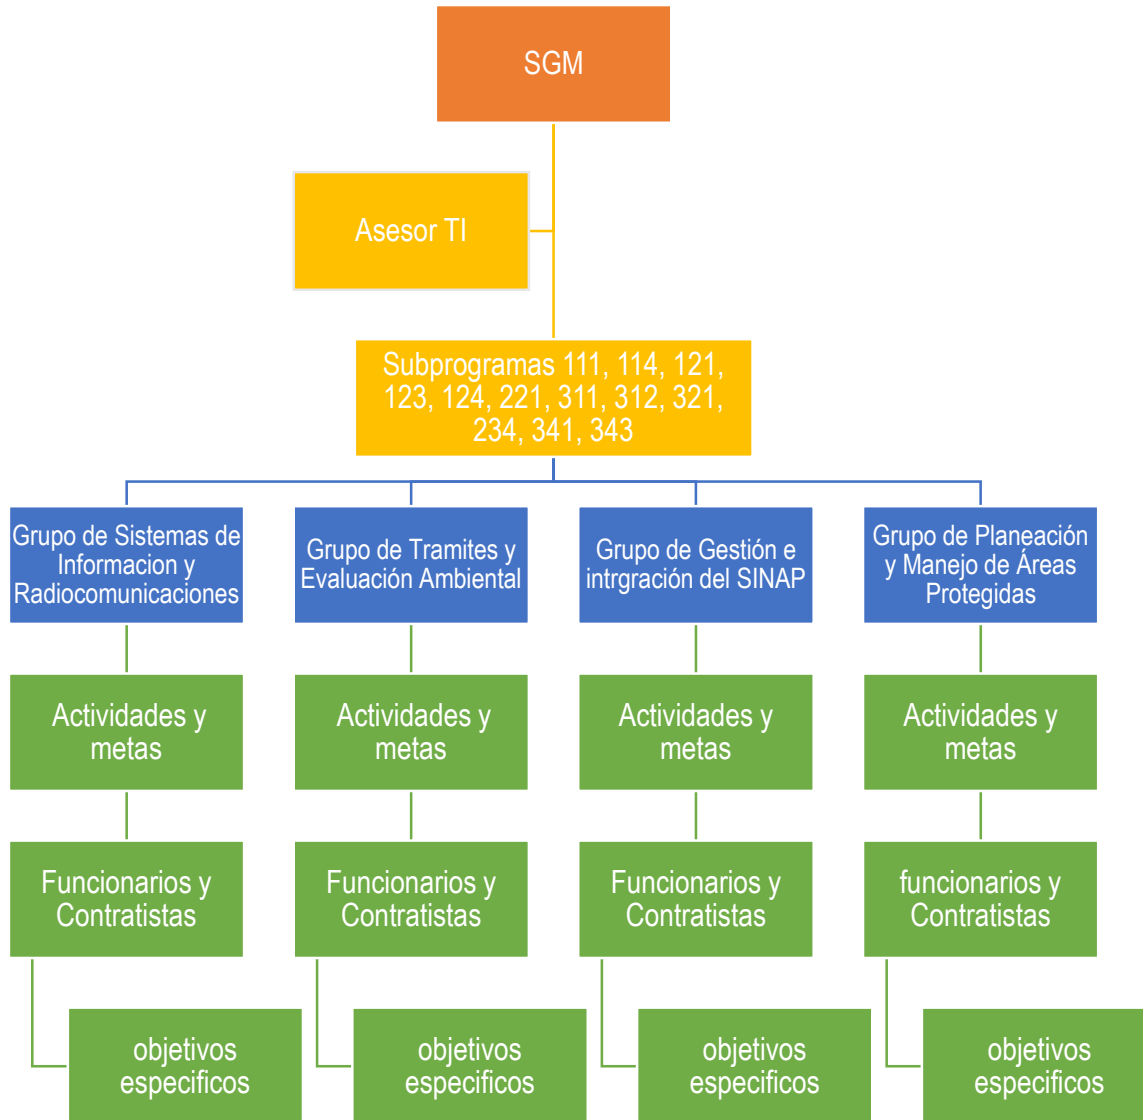 SGM
Asesor TI
Subprogramas 111, 114, 121,
123, 124, 221, 311, 312, 321,
234, 341, 343
Grupo de Sistemas de
Informacion y
Radiocomunicaciones
Grupo de Tramites y
Evaluación Ambiental
Grupo de Gestión e
intrgración del SINAP
Grupo de Planeación
y Manejo de Áreas
Protegidas
Actividades y
metas
Actividades y
metas
Actividades y
metas
Actividades y
metas
Funcionarios y
Contratistas
Funcionarios y
Contratistas
Funcionarios y
Contratistas
funcionarios y
Contratistas
objetivos
especificos
objetivos
especificos
objetivos
especificos
objetivos
especificos